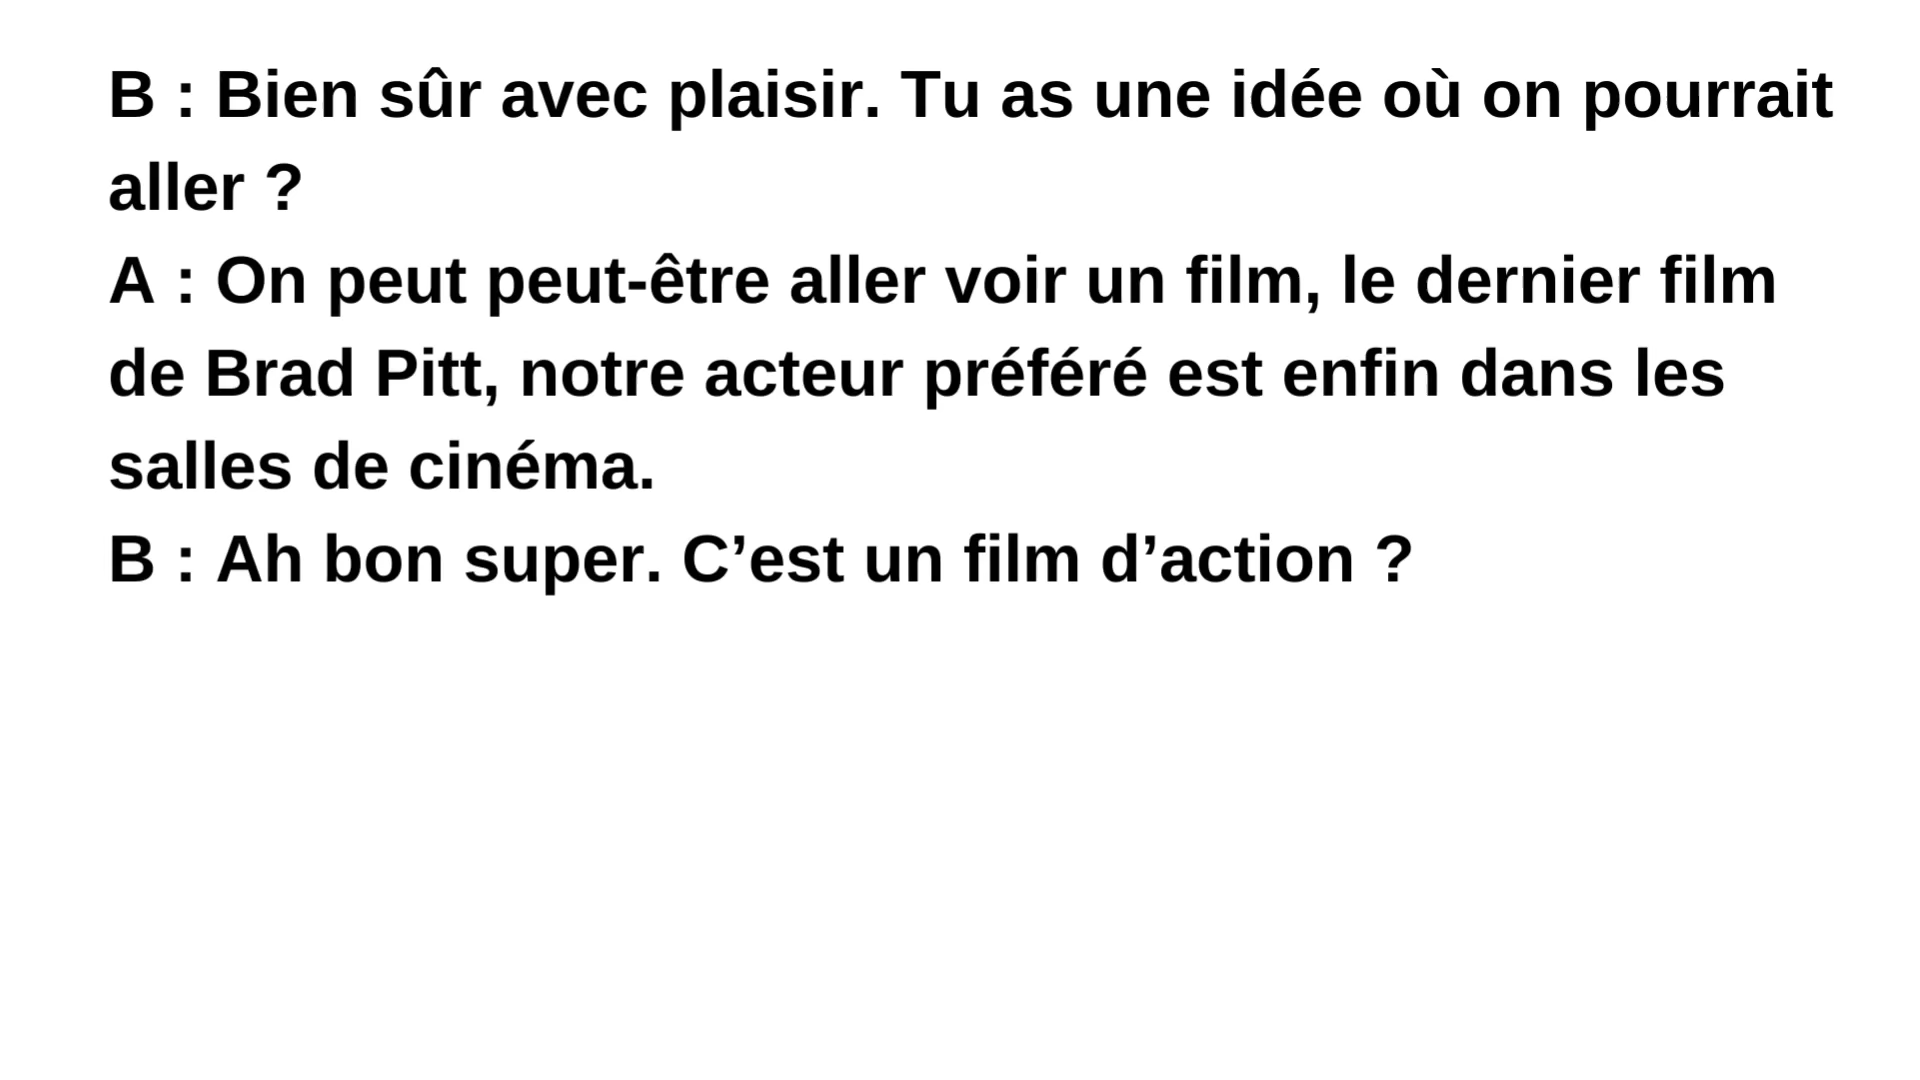 B : Bien sûr avec plaisir. Tu as une idée où on pourrait
aller ?
A : On peut peut-être aller voir un film, le dernier film
de Brad Pitt, notre acteur préféré est enfin dans les
salles de cinéma.
B : Ah bon super. C’est un film d’action ?